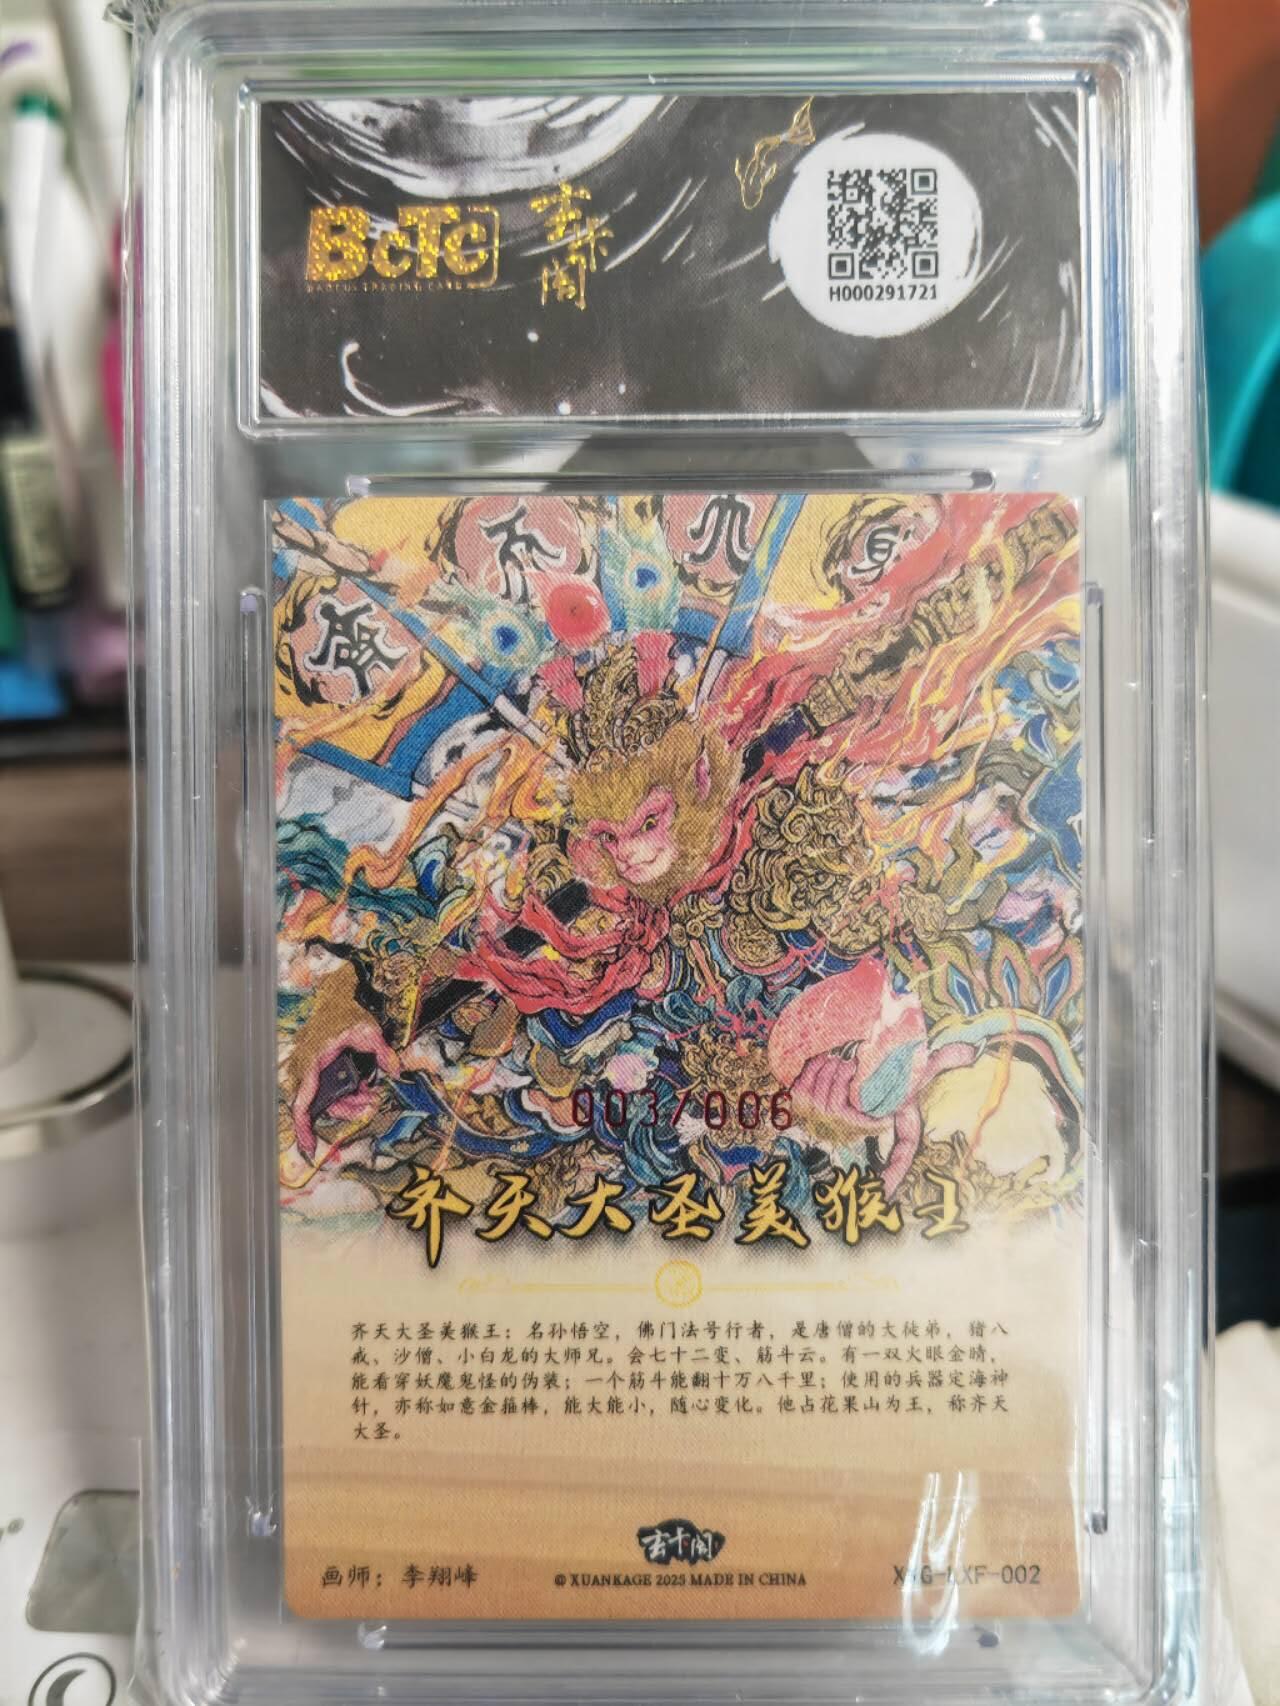 BCTC
玄卡阁
H000291721
齐 天 大 圣
003/006
齐天大圣美猴王
齐天大圣美猴王：名孙悟空，佛门法号行者，是唐僧的大徒弟，猪八
戒、沙僧、小白龙的大师兄。会七十二变、筋斗云。有一双火眼金睛，
能看穿妖魔鬼怪的伪装；一个筋斗能翻十万八千里；使用的兵器定海神
针，亦称如意金箍棒，能大能小，随心变化。他占花果山为王，称齐天
大圣。
玄卡阁
画师：李翔峰
© XUANKAGE 2025 MADE IN CHINA
XKG-LXF-002